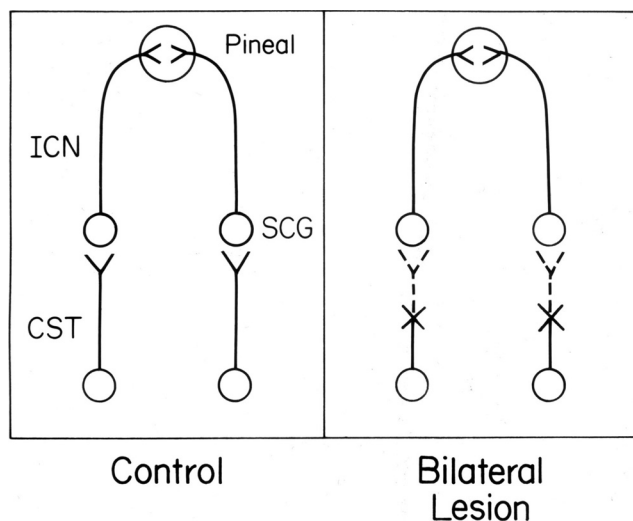 Pineal
ICN
SCG
CST
Control
Bilateral
Lesion